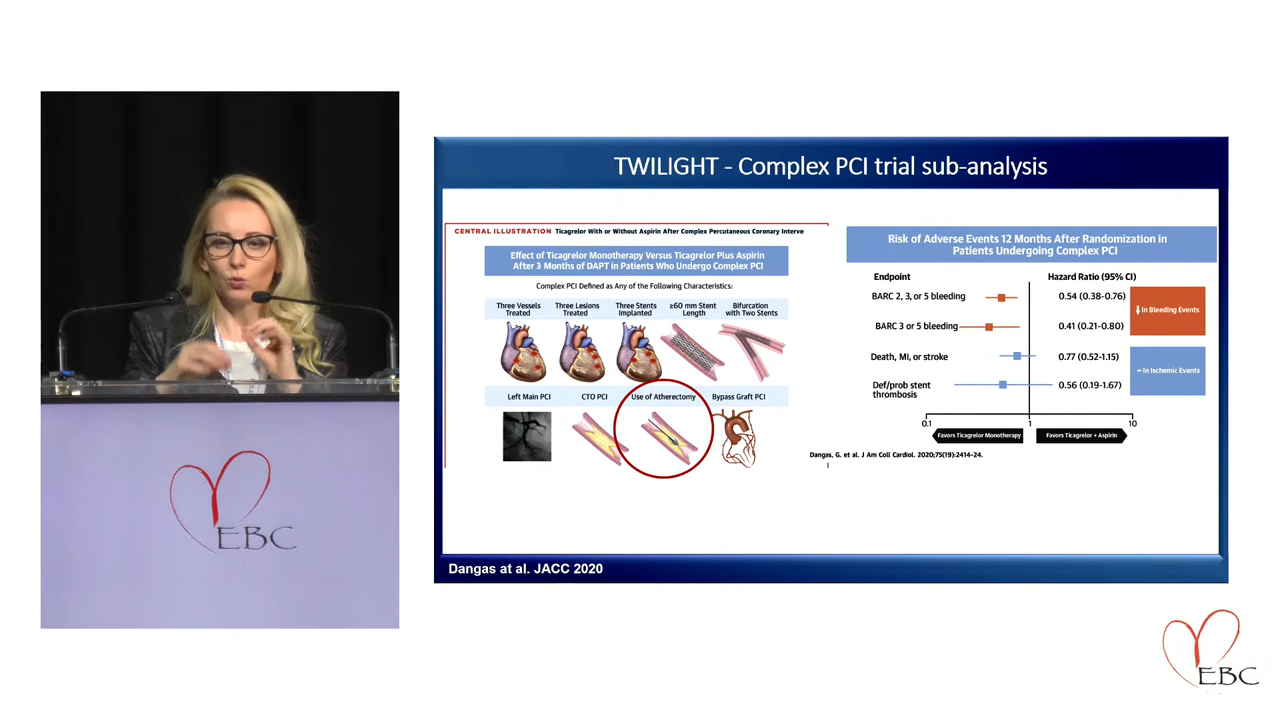 TWILIGHT - Complex PCI trial sub-analysis
CENTRAL ILLUSTRATION Ticagrelor With or Without Aspirin After Complex Percutaneous Coronary Interve
Effect of Ticagrelor Monotherapy Versus Ticagrelor Plus Aspirin
After 3 Months of DAPT in Patients Who Undergo Complex PCI
Complex PCI Defined as Any of the Following Characteristics:
Three Vessels
Treated
Three Lesions
Treated
Three Stents
Implanted
≥60 mm Stent
Length
Bifurcation
with Two Stents
Left Main PCI
CTO PCI
Use of Atherectomy
Bypass Graft PCI
Risk of Adverse Events 12 Months After Randomization in
Patients Undergoing Complex PCI
Endpoint
Hazard Ratio (95% CI)
BARC 2, 3, or 5 bleeding
0.54 (0.38-0.76)
BARC 3 or 5 bleeding
0.41 (0.21-0.80)
⬇ In Bleeding Events
Death, MI, or stroke
0.77 (0.52-1.15)
Def/prob stent
thrombosis
0.56 (0.19-1.67)
~ In Ischemic Events
0.1
1
10
Favors Ticagrelor Monotherapy
Favors Ticagrelor + Aspirin
Dangas, G. et al. J Am Coll Cardiol. 2020;75(19):2414-24.
Dangas at al. JACC 2020
EBC
EBC